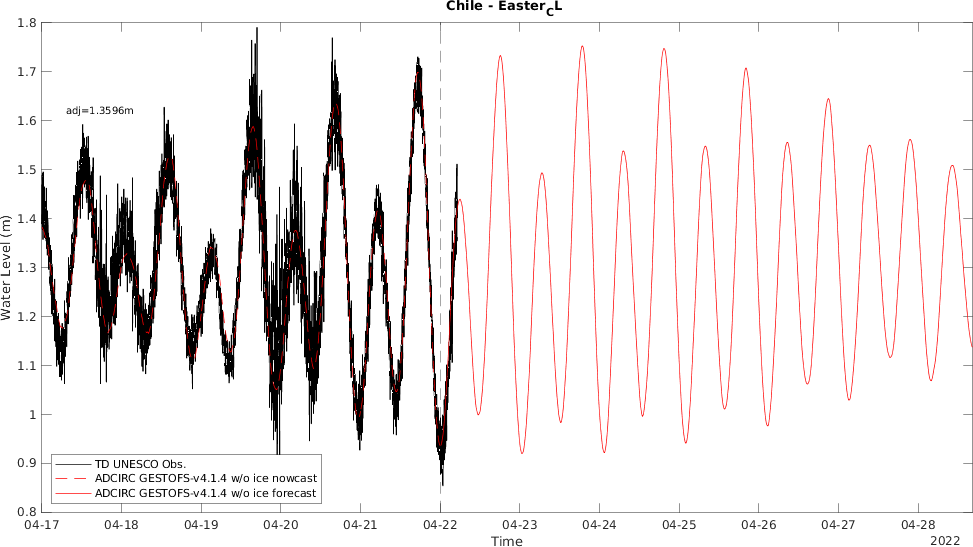 Chile - Easter_CL
adj=1.3596m
Water Level (m)
1.8
1.7
1.6
1.5
1.4
1.3
1.2
1.1
1
0.9
0.8
TD UNESCO Obs.
ADCIRC GESTOFS-v4.1.4 w/o ice nowcast
ADCIRC GESTOFS-v4.1.4 w/o ice forecast
04-17 04-18 04-19 04-20 04-21 04-22 04-23 04-24 04-25 04-26 04-27 04-28
Time
2022